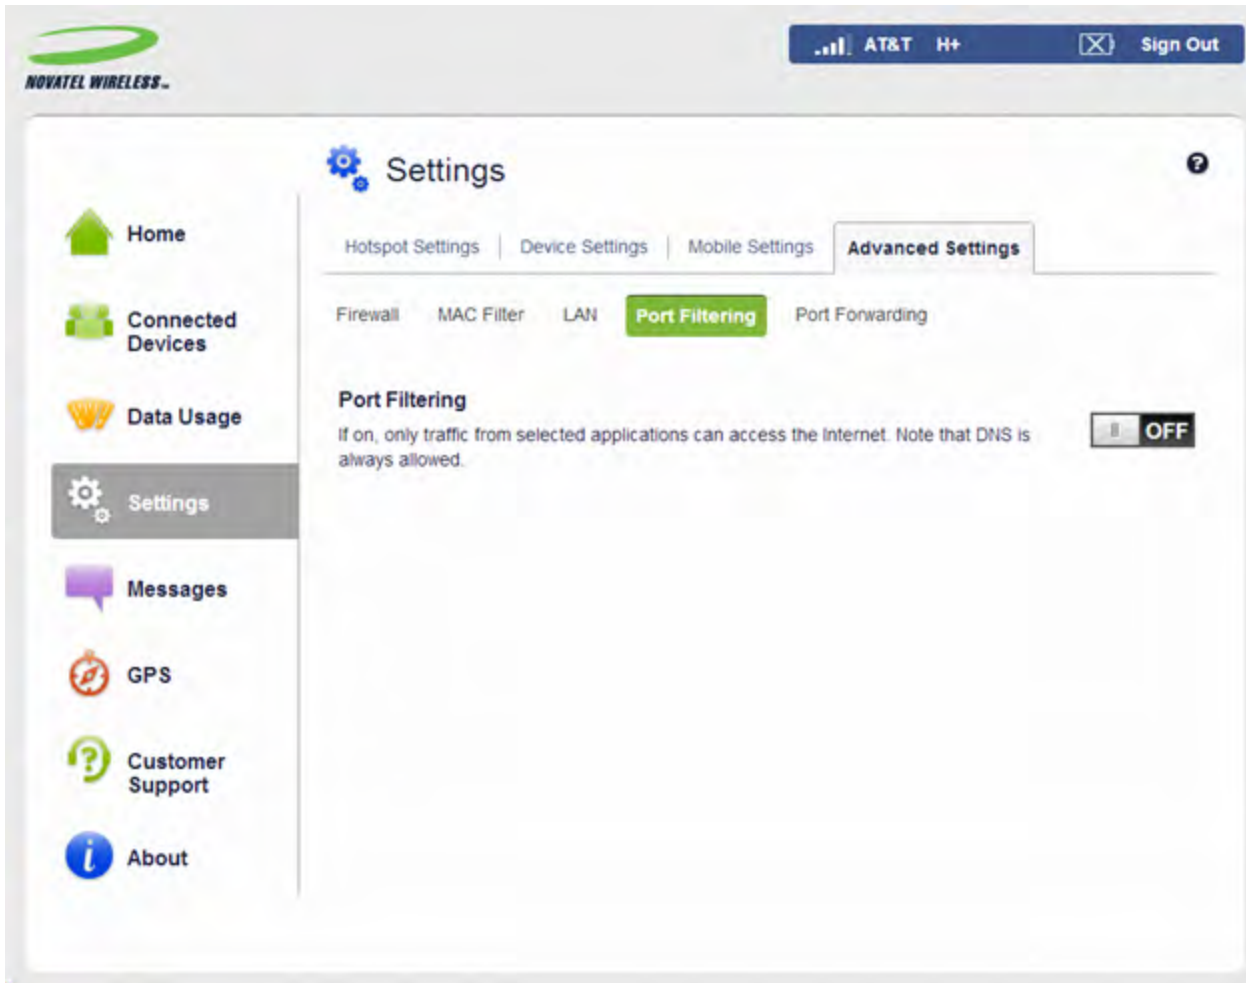 NOVATEL WIRELESS™
AT&T H+ Sign Out
Settings
Home
Connected
Devices
Data Usage
Settings
Messages
GPS
Customer
Support
About
Hotspot Settings Device Settings Mobile Settings Advanced Settings
Firewall MAC Filter LAN Port Filtering Port Forwarding
Port Filtering
If on, only traffic from selected applications can access the Internet. Note that DNS is
always allowed.
OFF